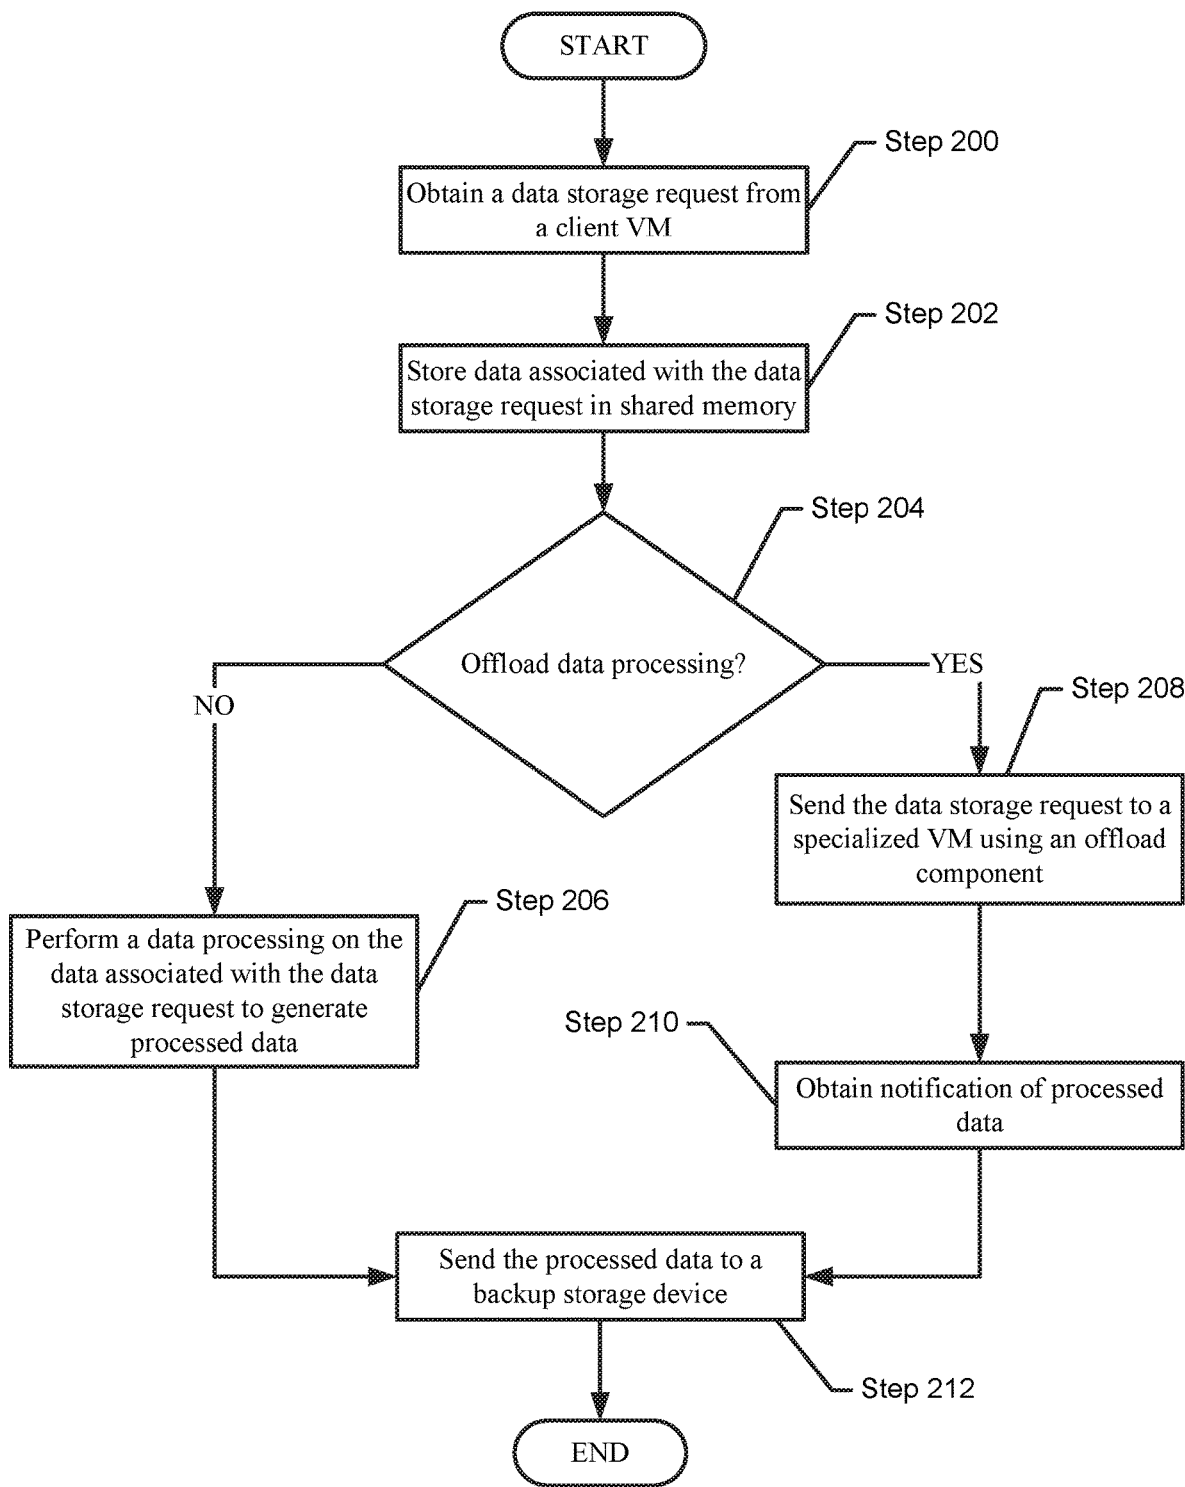 START
Step 200
Obtain a data storage request from
a client VM
Step 202
Store data associated with the data
storage request in shared memory
Step 204
Offload data processing?
YES
NO
Step 208
Send the data storage request to a
specialized VM using an offload
component
Step 206
Perform a data processing on the
data associated with the data
storage request to generate
processed data
Step 210
Obtain notification of processed
data
Send the processed data to a
backup storage device
Step 212
END